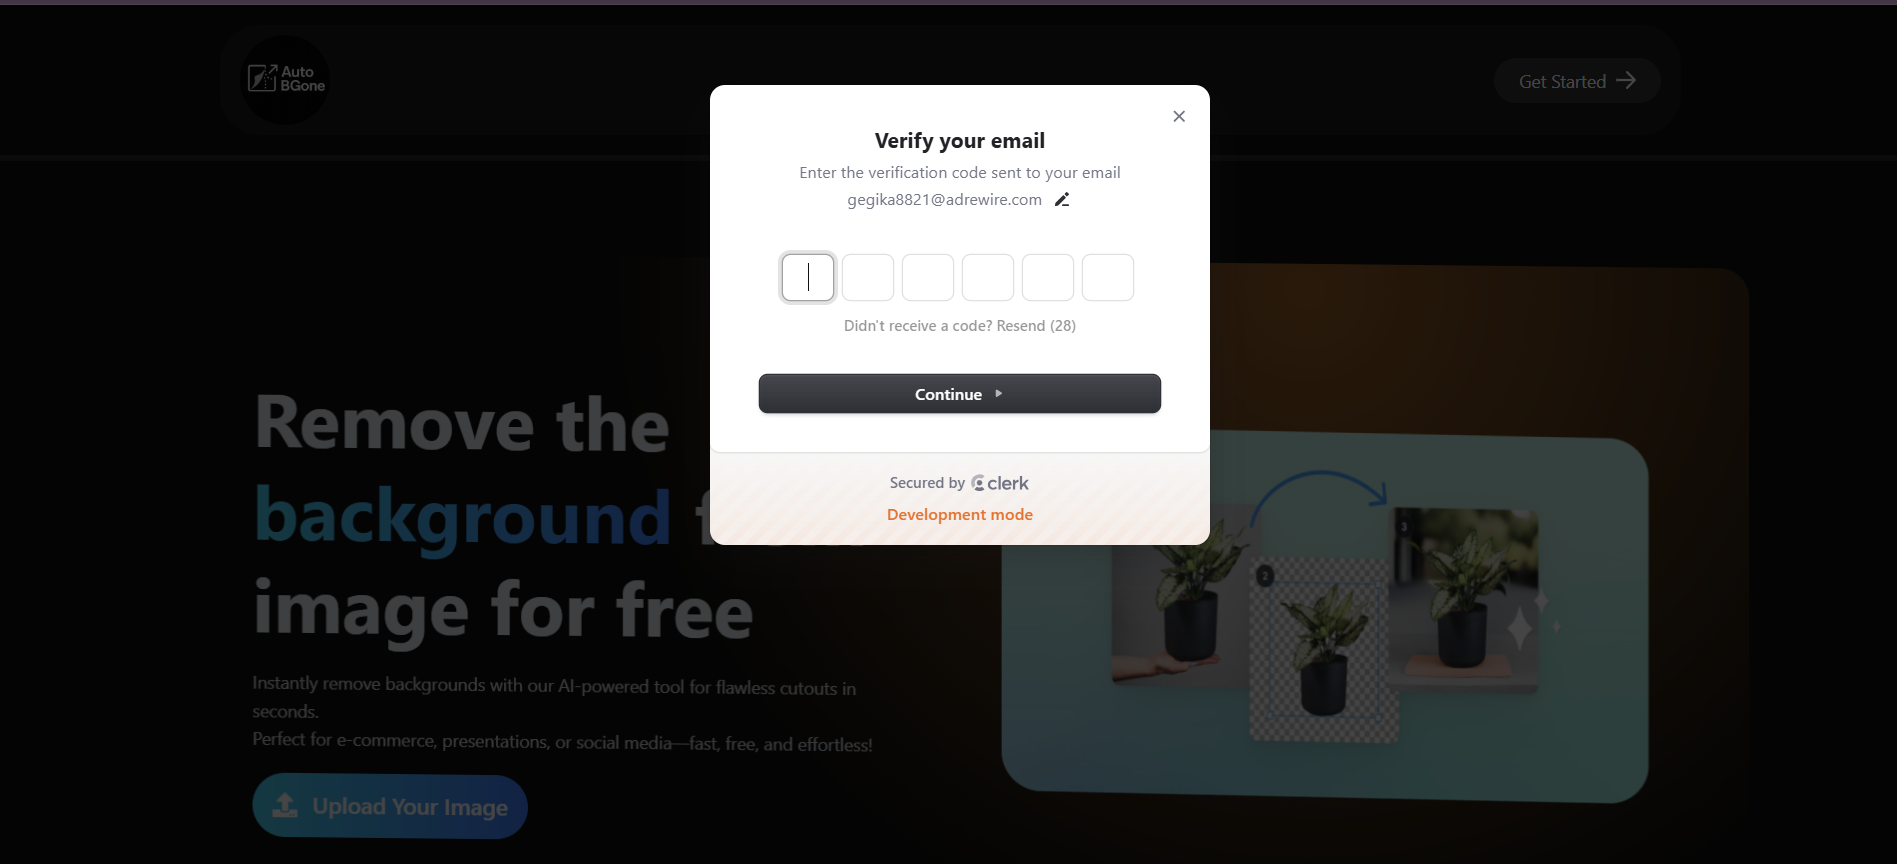 Auto
BGone
Get Started
Verify your email
Enter the verification code sent to your email
gegika8821@adrewire.com
Didn't receive a code? Resend (28)
Continue
Secured by clerk
Development mode
Remove the
background
image for free
Instantly remove backgrounds with our AI-powered tool for flawless cutouts in
seconds.
Perfect for e-commerce, presentations, or social media—fast, free, and effortless!
Upload Your Image
2
3